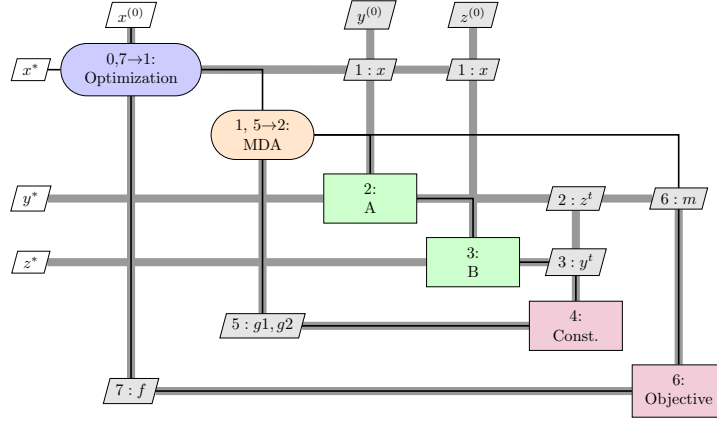 x^(0)
y^(0)
z^(0)
x*
0,7→1:
Optimization
1 : x
1 : x
1, 5→2:
MDA
y*
2:
A
2 : z^t
6 : m
z*
3:
B
3 : y^t
5 : g1, g2
4:
Const.
7 : f
6:
Objective